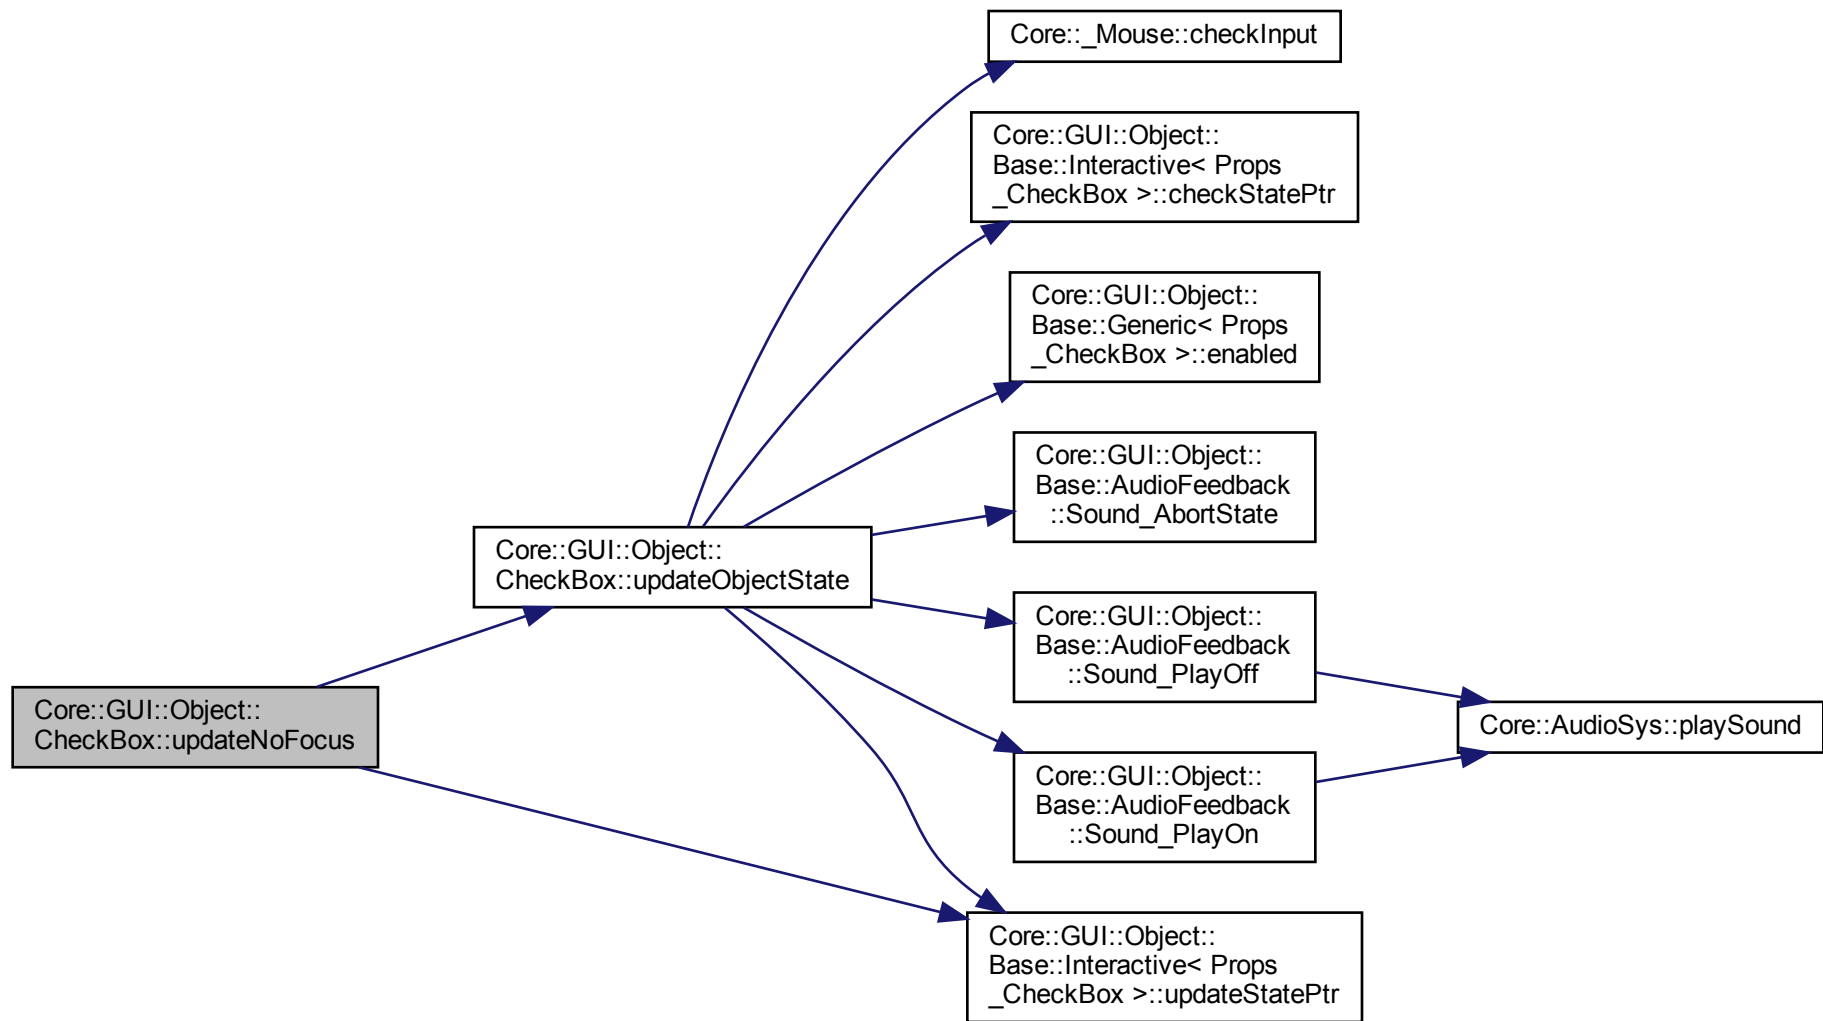 Core::_Mouse::checkInput
Core::GUI::Object::
Base::Interactive< Props
_CheckBox >::checkStatePtr
Core::GUI::Object::
Base::Generic< Props
_CheckBox >::enabled
Core::GUI::Object::
Base::AudioFeedback
::Sound_AbortState
Core::GUI::Object::
CheckBox::updateObjectState
Core::GUI::Object::
Base::AudioFeedback
::Sound_PlayOff
Core::GUI::Object::
CheckBox::updateNoFocus
Core::AudioSys::playSound
Core::GUI::Object::
Base::AudioFeedback
::Sound_PlayOn
Core::GUI::Object::
Base::Interactive< Props
_CheckBox >::updateStatePtr